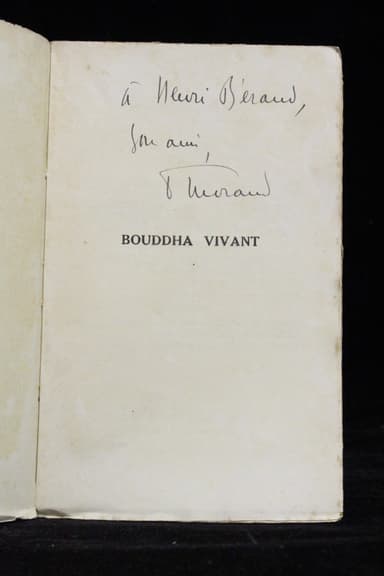 à Henri Béraud,
son ami,
P Morand
BOUDDHA VIVANT